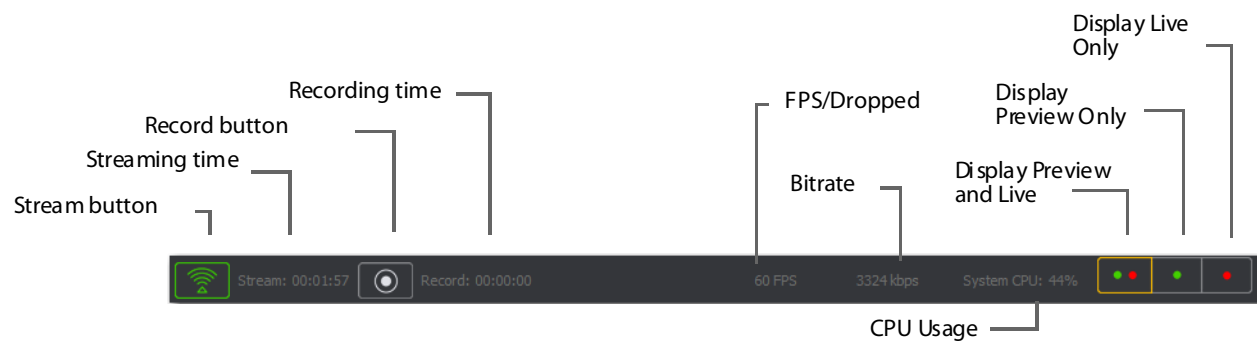 Display Live
Only
Recording time
FPS/Dropped
Display
Preview Only
Record button
Streaming time
Bitrate
Display Preview
and Live
Stream button
Stream: 00:01:57
Record: 00:00:00
60 FPS
3324 kbps
System CPU: 44%
CPU Usage